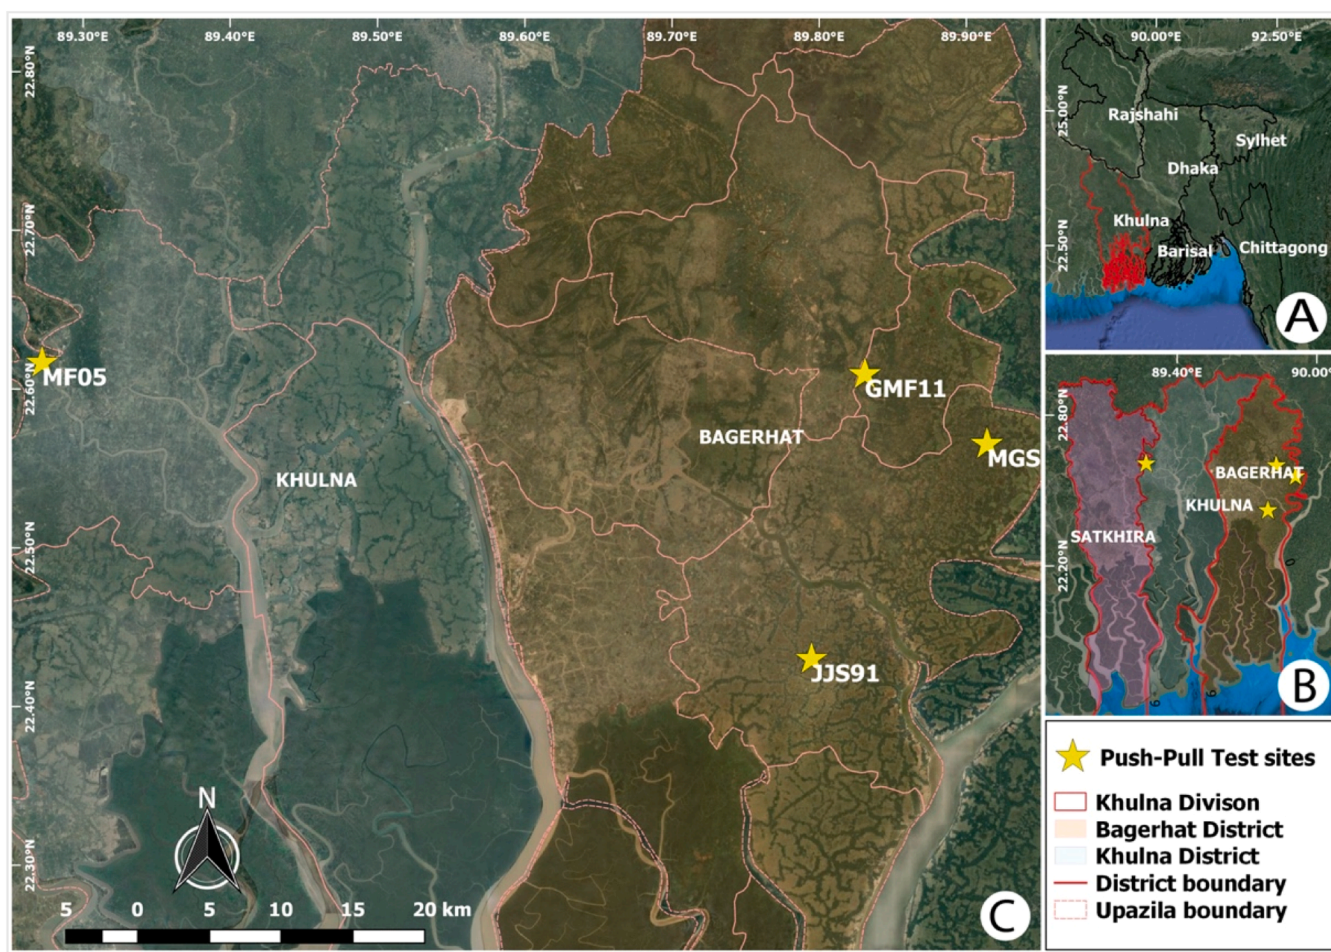 89.30°E 89.40°E 89.50°E 89.60°E 89.70°E 89.80°E 89.90°E
22.80°N
22.70°N
22.60°N
22.50°N
22.40°N
22.30°N
MF05
GMF11
BAGERHAT
MGS
KHULNA
JJS91
N
5 0 5 10 15 20 km
C
90.00°E 92.50°E
25.00°N
22.50°N
Rajshahi
Sylhet
Dhaka
Khulna
Barisal
Chittagong
A
89.40°E 90.00°E
22.80°N
22.20°N
BAGERHAT
KHULNA
SATKHIRA
B
Push-Pull Test sites
Khulna Divison
Bagerhat District
Khulna District
District boundary
Upazila boundary